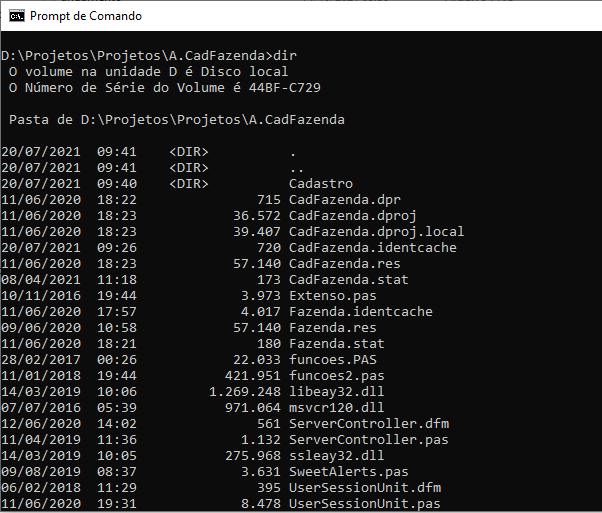 Prompt de Comando
D:\Projetos\Projetos\A.CadFazenda>dir
O volume na unidade D é Disco local
O Número de Série do Volume é 44BF-C729
Pasta de D:\Projetos\Projetos\A.CadFazenda
20/07/2021 09:41 <DIR> .
20/07/2021 09:41 <DIR> ..
20/07/2021 09:40 <DIR> Cadastro
11/06/2020 18:22 715 CadFazenda.dpr
11/06/2020 18:23 36.572 CadFazenda.dproj
11/06/2020 18:23 39.407 CadFazenda.dproj.local
20/07/2021 09:26 720 CadFazenda.identcache
11/06/2020 18:23 57.140 CadFazenda.res
08/04/2021 11:18 173 CadFazenda.stat
10/11/2016 19:44 3.973 Extenso.pas
11/06/2020 17:57 4.017 Fazenda.identcache
09/06/2020 10:58 57.140 Fazenda.res
11/06/2020 18:21 180 Fazenda.stat
28/02/2017 00:26 22.033 funcoes.PAS
11/01/2018 19:44 421.951 funcoes2.pas
14/03/2019 10:06 1.269.248 libeay32.dll
07/07/2016 05:39 971.064 msvcr120.dll
12/06/2020 14:02 561 ServerController.dfm
11/04/2019 11:36 1.132 ServerController.pas
14/03/2019 10:05 275.968 ssleay32.dll
09/08/2019 08:37 3.631 SweetAlerts.pas
06/02/2018 11:29 395 UserSessionUnit.dfm
11/06/2020 19:31 8.478 UserSessionUnit.pas